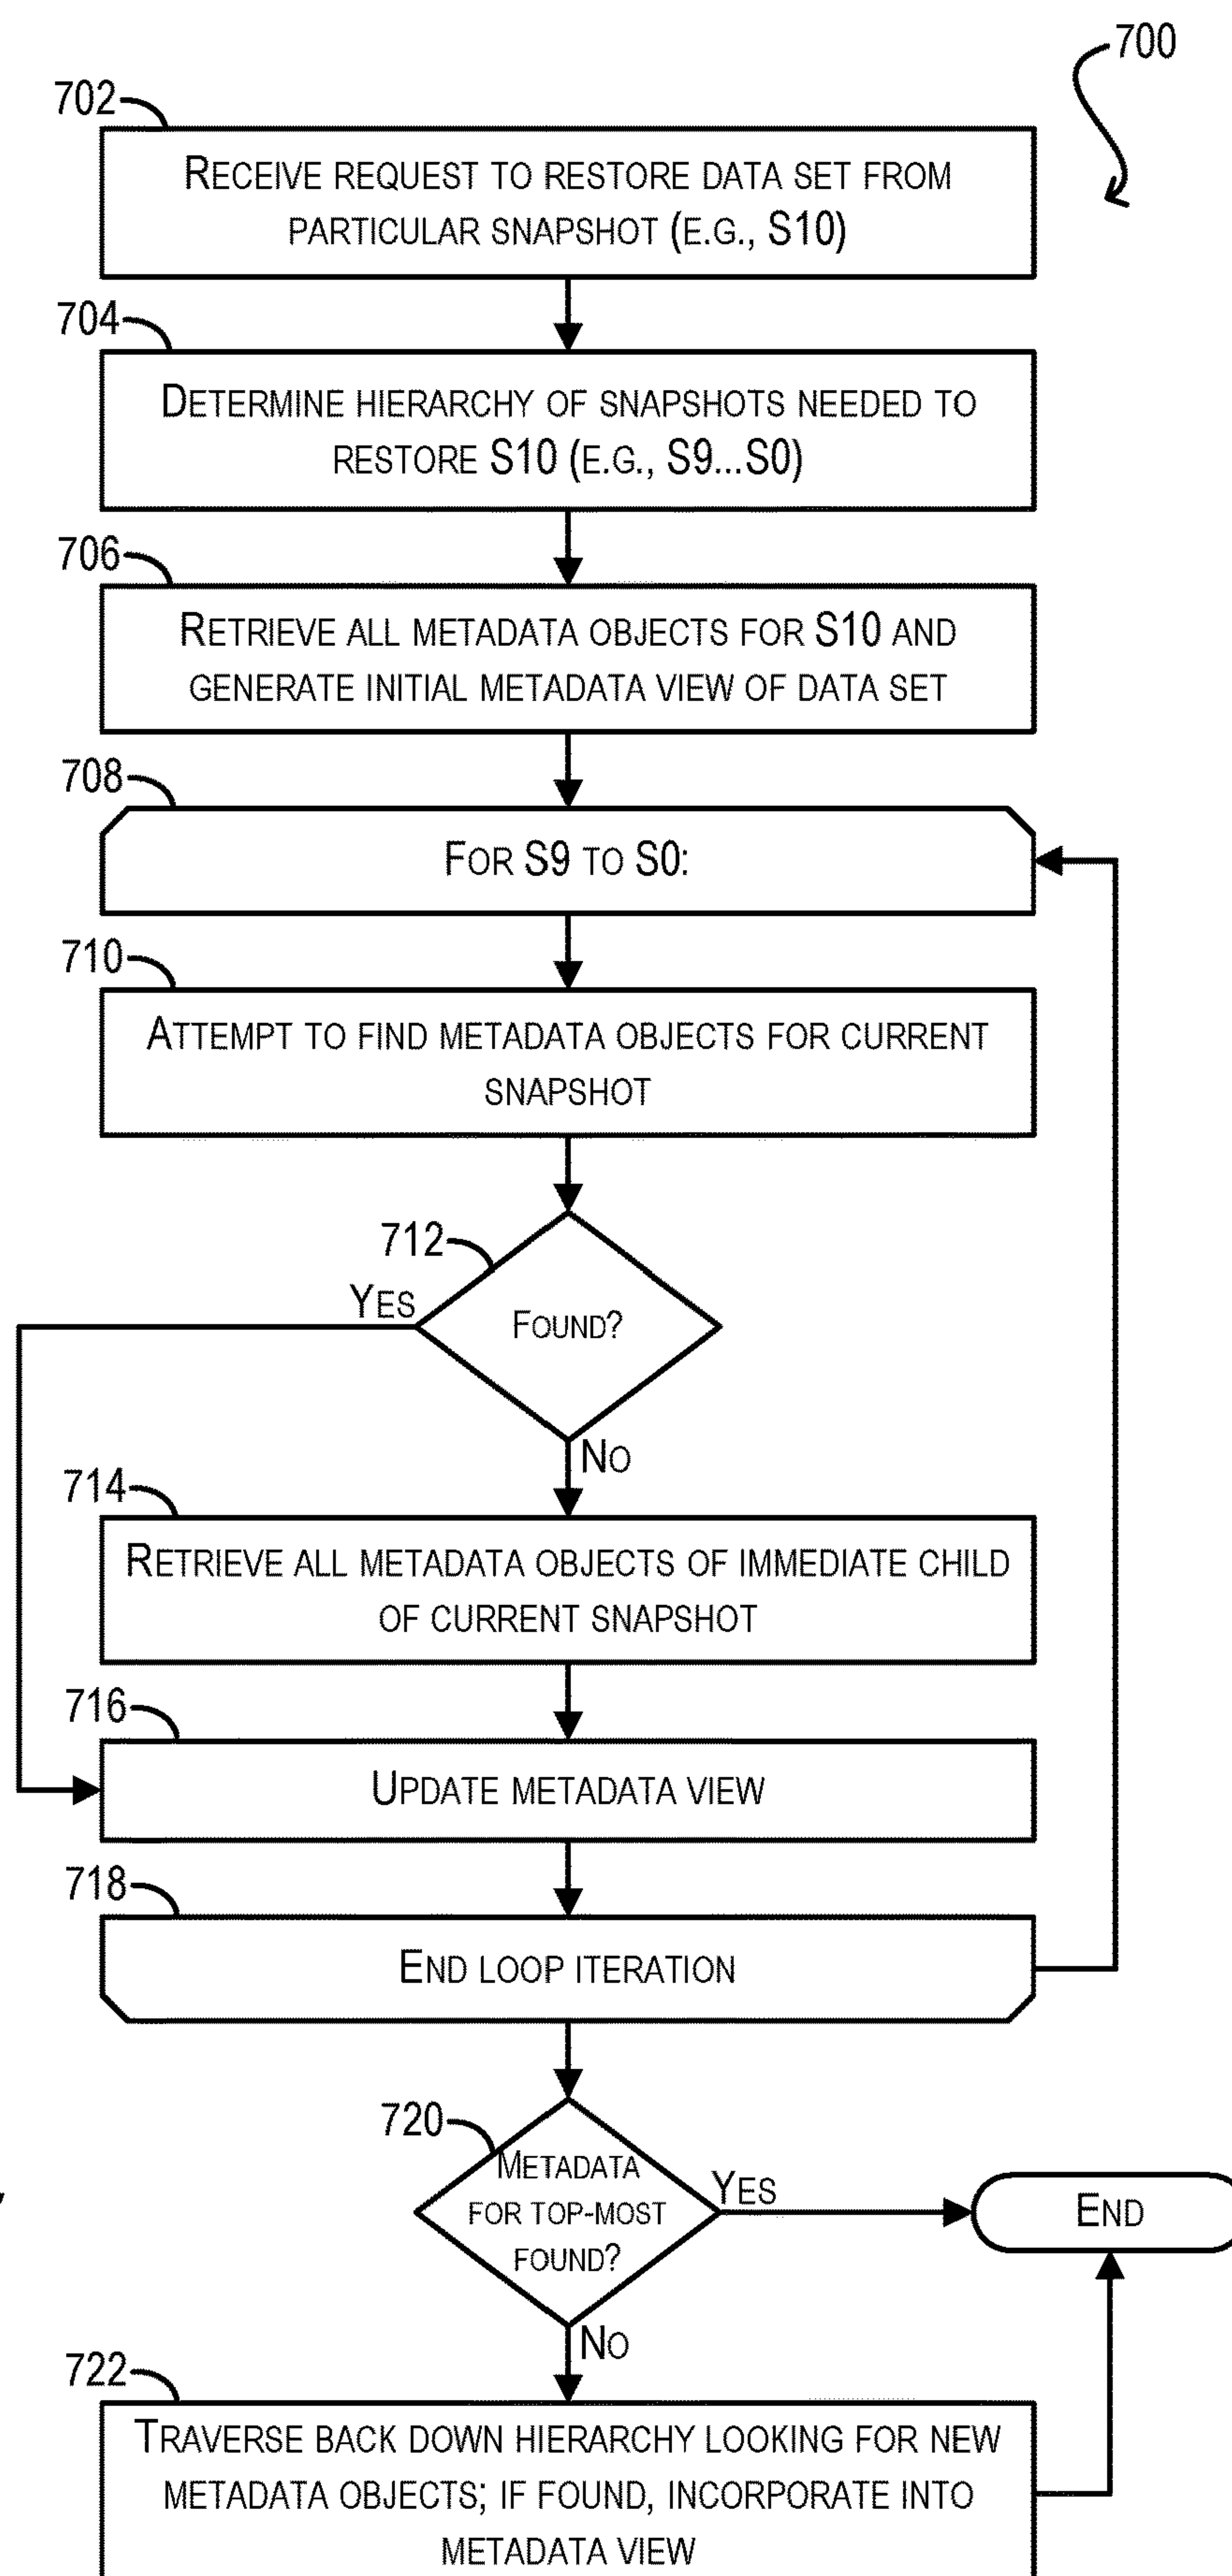 700
702
RECEIVE REQUEST TO RESTORE DATA SET FROM
PARTICULAR SNAPSHOT (E.G., S10)
704
DETERMINE HIERARCHY OF SNAPSHOTS NEEDED TO
RESTORE S10 (E.G., S9...S0)
706
RETRIEVE ALL METADATA OBJECTS FOR S10 AND
GENERATE INITIAL METADATA VIEW OF DATA SET
708
FOR S9 TO S0:
710
ATTEMPT TO FIND METADATA OBJECTS FOR CURRENT
SNAPSHOT
712
YES
FOUND?
NO
714
RETRIEVE ALL METADATA OBJECTS OF IMMEDIATE CHILD
OF CURRENT SNAPSHOT
716
UPDATE METADATA VIEW
718
END LOOP ITERATION
720
METADATA
FOR TOP-MOST
FOUND?
YES
END
NO
722
TRAVERSE BACK DOWN HIERARCHY LOOKING FOR NEW
METADATA OBJECTS; IF FOUND, INCORPORATE INTO
METADATA VIEW